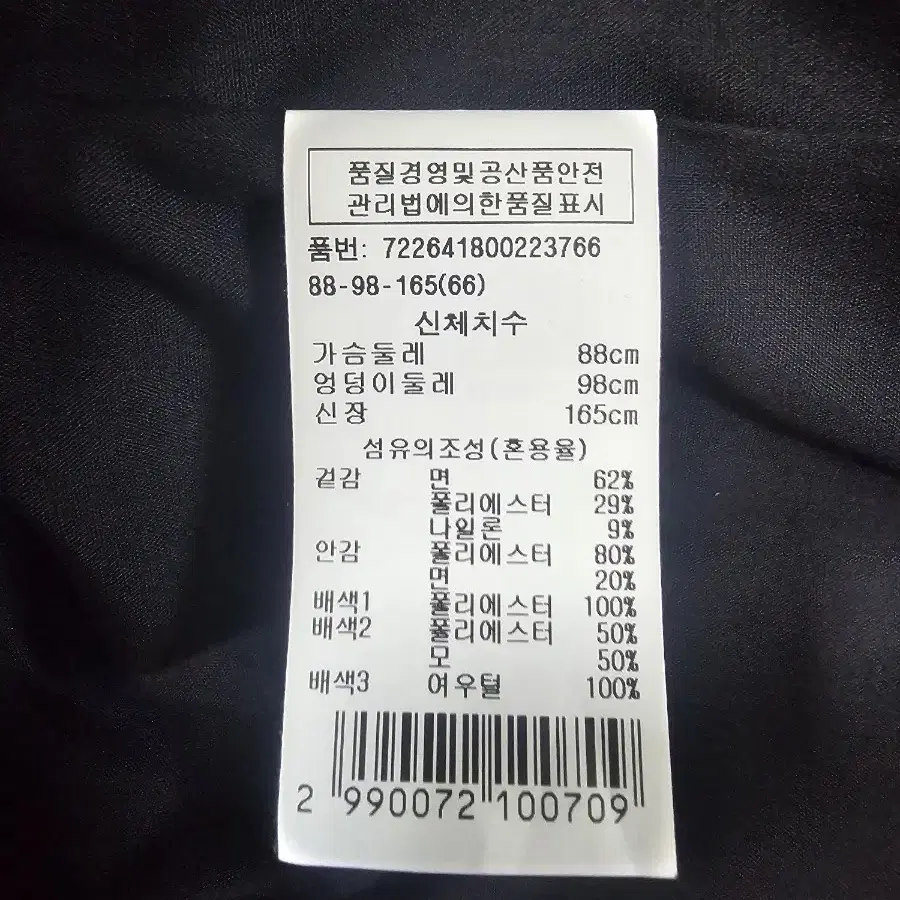 품질경영및공산품안전
관리법에의한품질표시
품번: 722641800223766
88-98-165(66)
신체치수
가슴둘레 88cm
엉덩이둘레 98cm
신장 165cm
섬유의조성(혼용율)
겉감 면 62%
폴리에스터 29%
나일론 9%
안감 폴리에스터 80%
면 20%
배색1 폴리에스터 100%
배색2 폴리에스터 50%
모 50%
배색3 여우털 100%
2 990072 100709